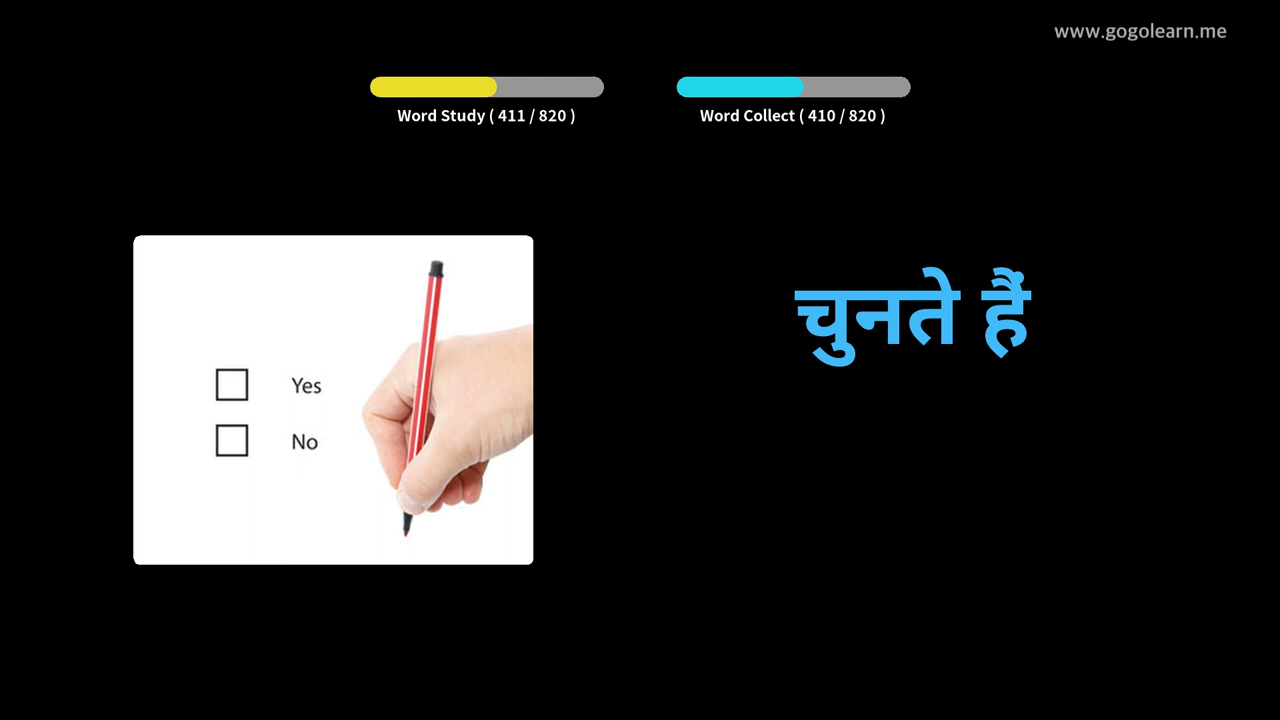 www.gogolearn.me
Word Study ( 411 / 820 )
Word Collect ( 410 / 820 )
चुनते हैं
Yes
No